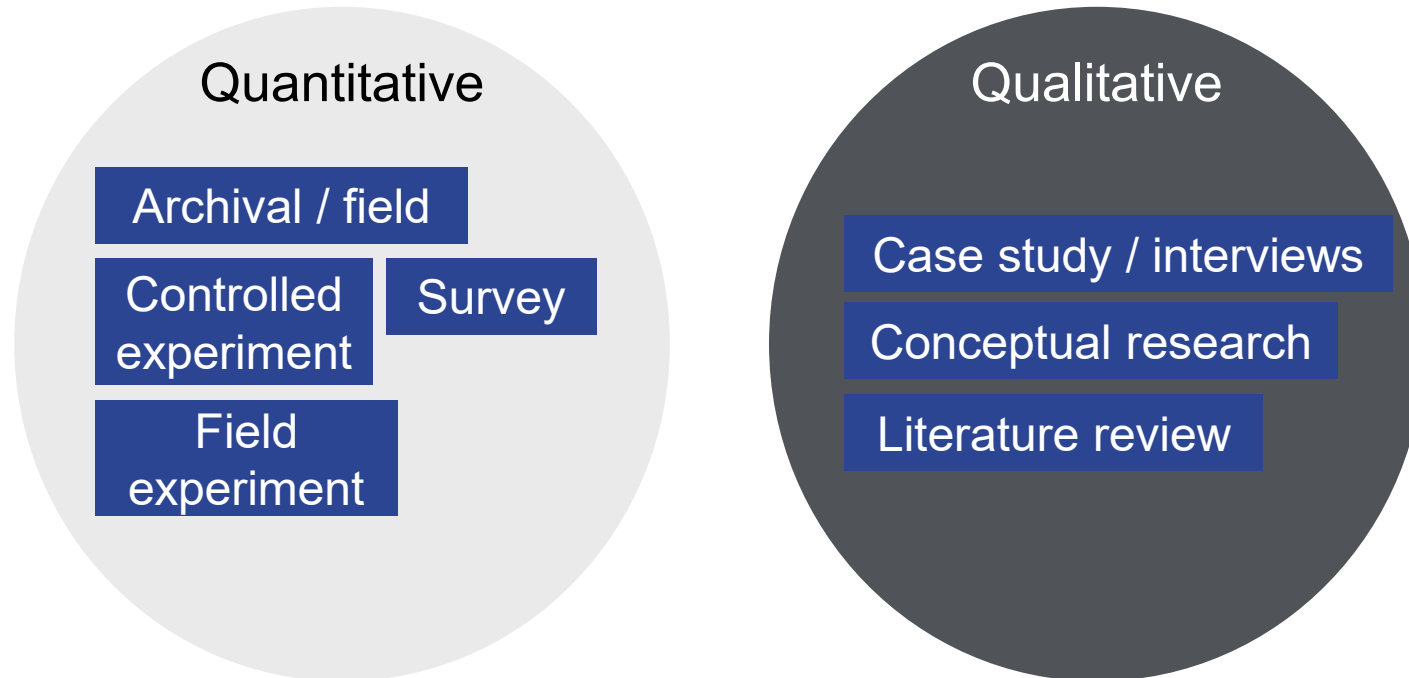 Quantitative
Archival / field
Controlled
experiment
Survey
Field
experiment
Qualitative
Case study / interviews
Conceptual research
Literature review